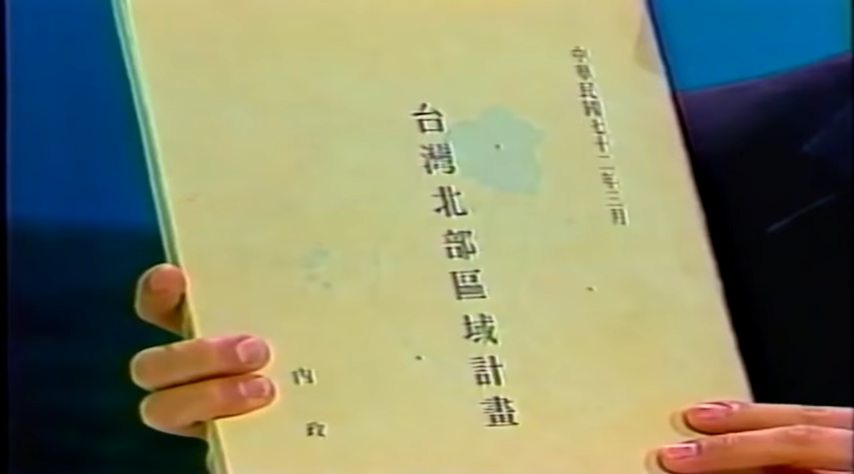 中華民國七十二年二月
台灣北部區域計畫
內政